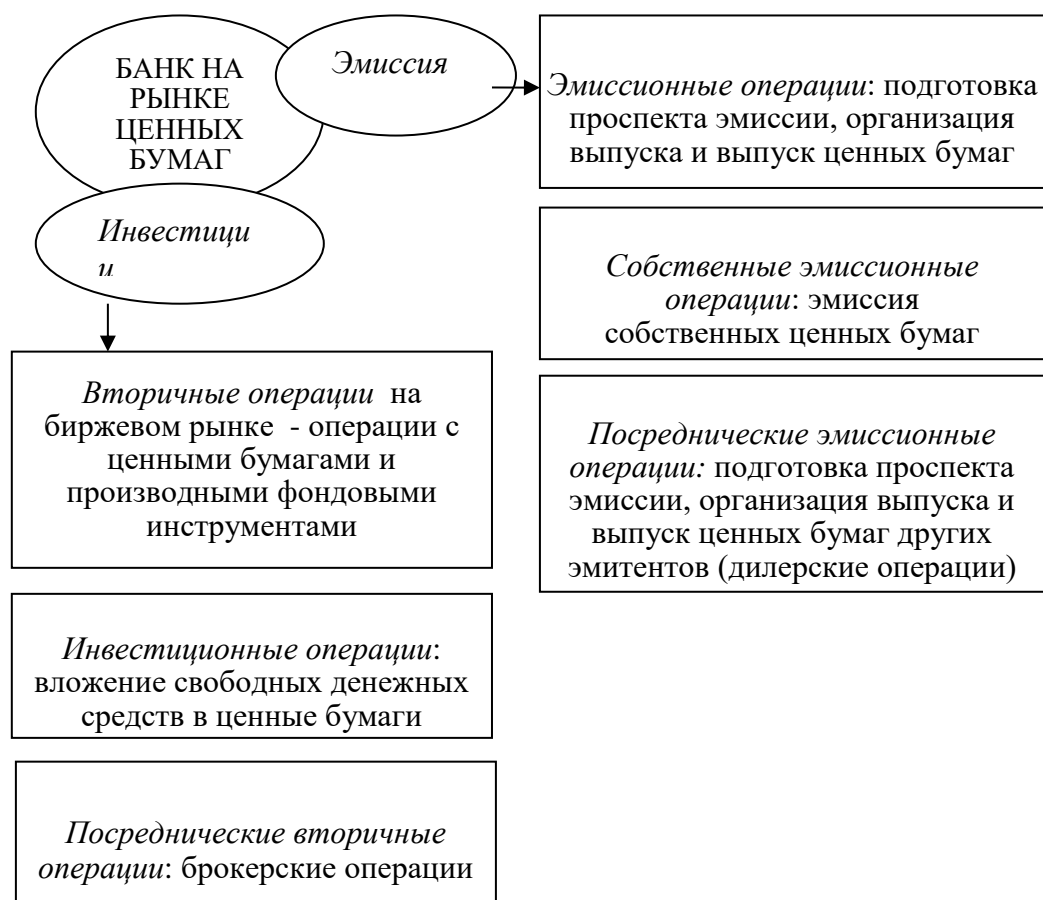 БАНК НА
РЫНКЕ
ЦЕННЫХ
БУМАГ
Эмиссия
Эмиссионные операции: подготовка
проспекта эмиссии, организация
выпуска и выпуск ценных бумаг
Инвестици
и
Собственные эмиссионные
операции: эмиссия
собственных ценных бумаг
Вторичные операции на
биржевом рынке - операции с
ценными бумагами и
производными фондовыми
инструментами
Посреднические эмиссионные
операции: подготовка проспекта
эмиссии, организация выпуска и
выпуск ценных бумаг других
эмитентов (дилерские операции)
Инвестиционные операции:
вложение свободных денежных
средств в ценные бумаги
Посреднические вторичные
операции: брокерские операции